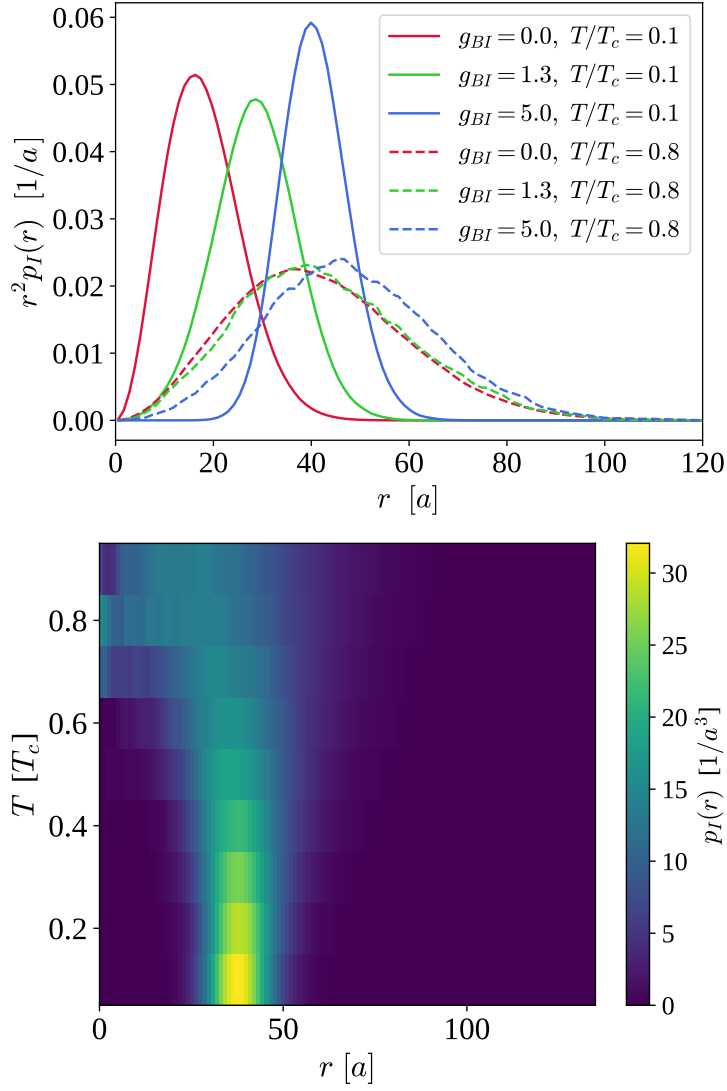 0.06
0.05
0.04
0.03
0.02
0.01
0.00
r²p_I(r) [1/a]
g_BI = 0.0, T/T_c = 0.1
g_BI = 1.3, T/T_c = 0.1
g_BI = 5.0, T/T_c = 0.1
g_BI = 0.0, T/T_c = 0.8
g_BI = 1.3, T/T_c = 0.8
g_BI = 5.0, T/T_c = 0.8
0 20 40 60 80 100 120
r [a]
0.8
0.6
0.4
0.2
T [T_c]
0 50 100
r [a]
30
25
20
15
10
5
0
p_I(r) [1/a³]